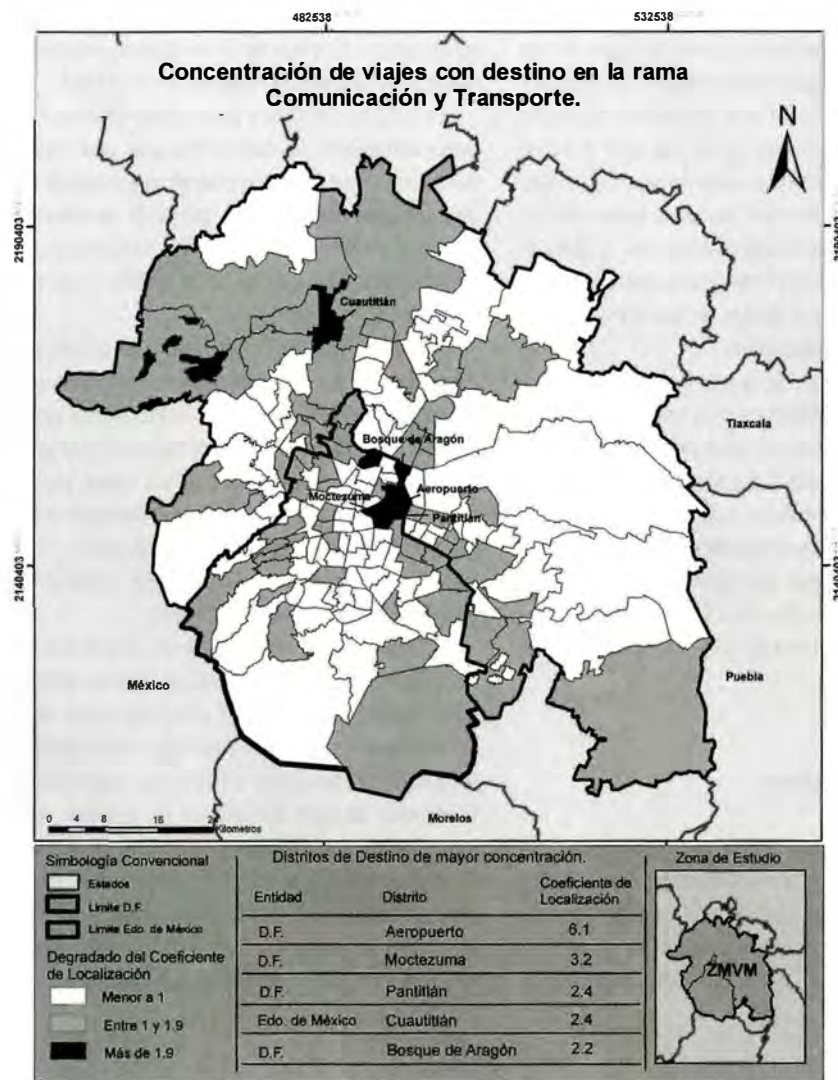 482538 532538
Concentración de viajes con destino en la rama
Comunicación y Transporte.
N
2190403
Cuautitlán
Tlaxcala
Bosque de Aragón
Aeropuerto
Moctezuma
Pantitlán
2140403
México
Puebla
Morelos
0 4 8 16 24
Kilometros
Simbología Convencional
Estados
Limite D.F.
Limite Edo. de México
Degradado del Coeficiente
de Localización
Menor a 1
Entre 1 y 1.9
Más de 1.9
Distritos de Destino de mayor concentración.
Entidad Distrito Coeficiente de
Localización
D.F. Aeropuerto 6.1
D.F. Moctezuma 3.2
D.F. Pantitlán 2.4
Edo. de México Cuautitlán 2.4
D.F. Bosque de Aragón 2.2
Zona de Estudio
ZMVM